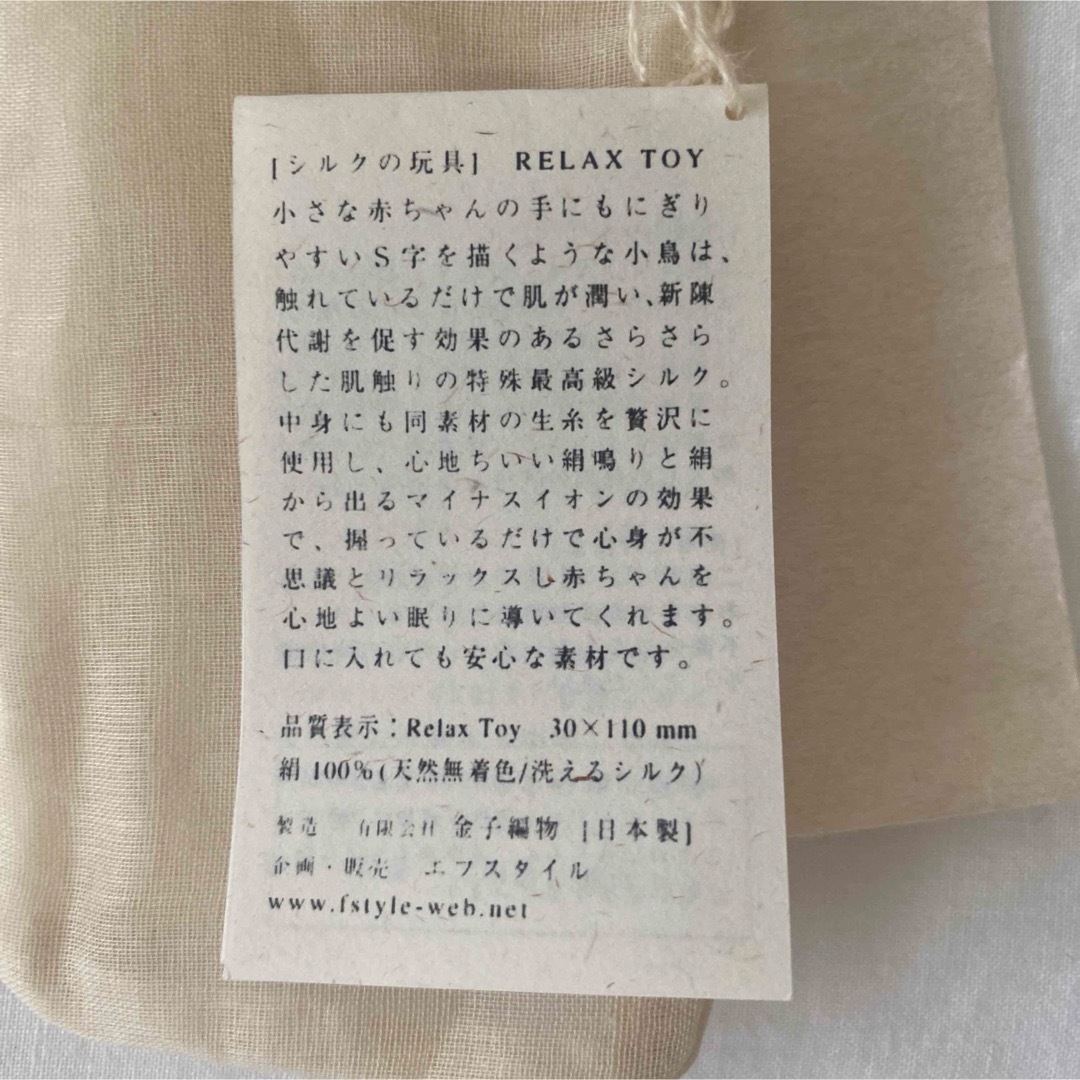 [シルクの玩具] RELAX TOY
小さな赤ちゃんの手にもにぎり
やすいS字を描くような小鳥は、
触れているだけで肌が潤い、新陳
代謝を促す効果のあるさらさら
した肌触りの特殊最高級シルク。
中身にも同素材の生糸を贅沢に
使用し、心地ちいい絹鳴りと絹
から出るマイナスイオンの効果
で、握っているだけで心身が不
思議とリラックスし赤ちゃんを
心地よい眠りに導いてくれます。
口に入れても安心な素材です。
品質表示：Relax Toy 30×110 mm
絹100%(天然無着色/洗えるシルク)
製造 有限会社 金子編物 [日本製]
企画・販売 エフスタイル
www.fstyle-web.net